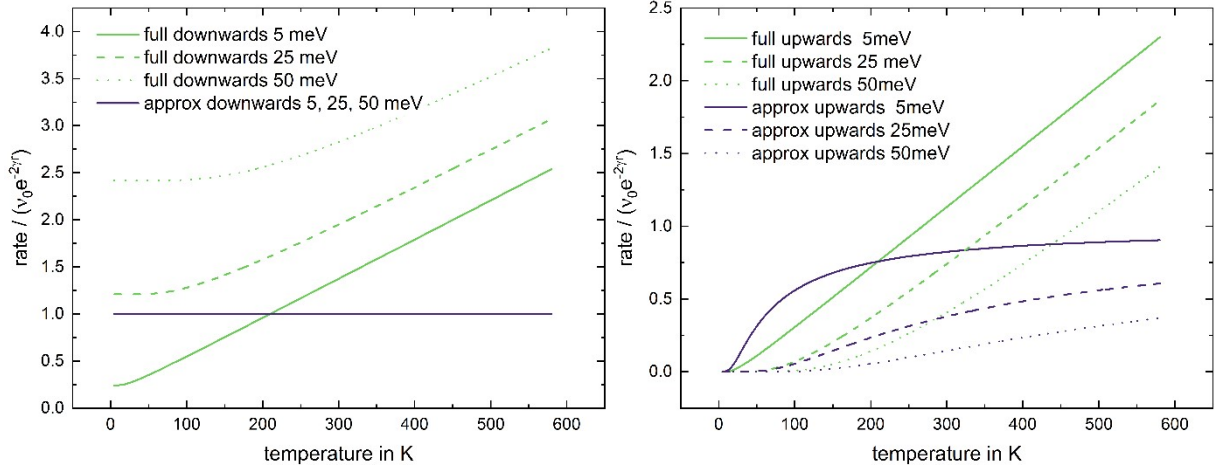 4.0
3.5
3.0
2.5
2.0
1.5
1.0
0.5
0.0
rate / (ν₀e⁻²ᵞʳ)
full downwards 5 meV
full downwards 25 meV
full downwards 50 meV
approx downwards 5, 25, 50 meV
0 100 200 300 400 500 600
temperature in K
2.5
2.0
1.5
1.0
0.5
0.0
rate / (ν₀e⁻²ᵞʳ)
full upwards 5meV
full upwards 25 meV
full upwards 50meV
approx upwards 5meV
approx upwards 25meV
approx upwards 50meV
0 100 200 300 400 500 600
temperature in K